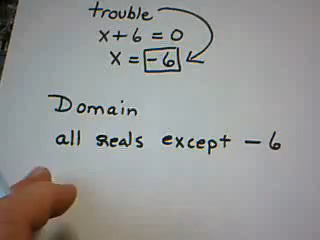 trouble
x + 6 = 0
x = -6
Domain
all reals except - 6